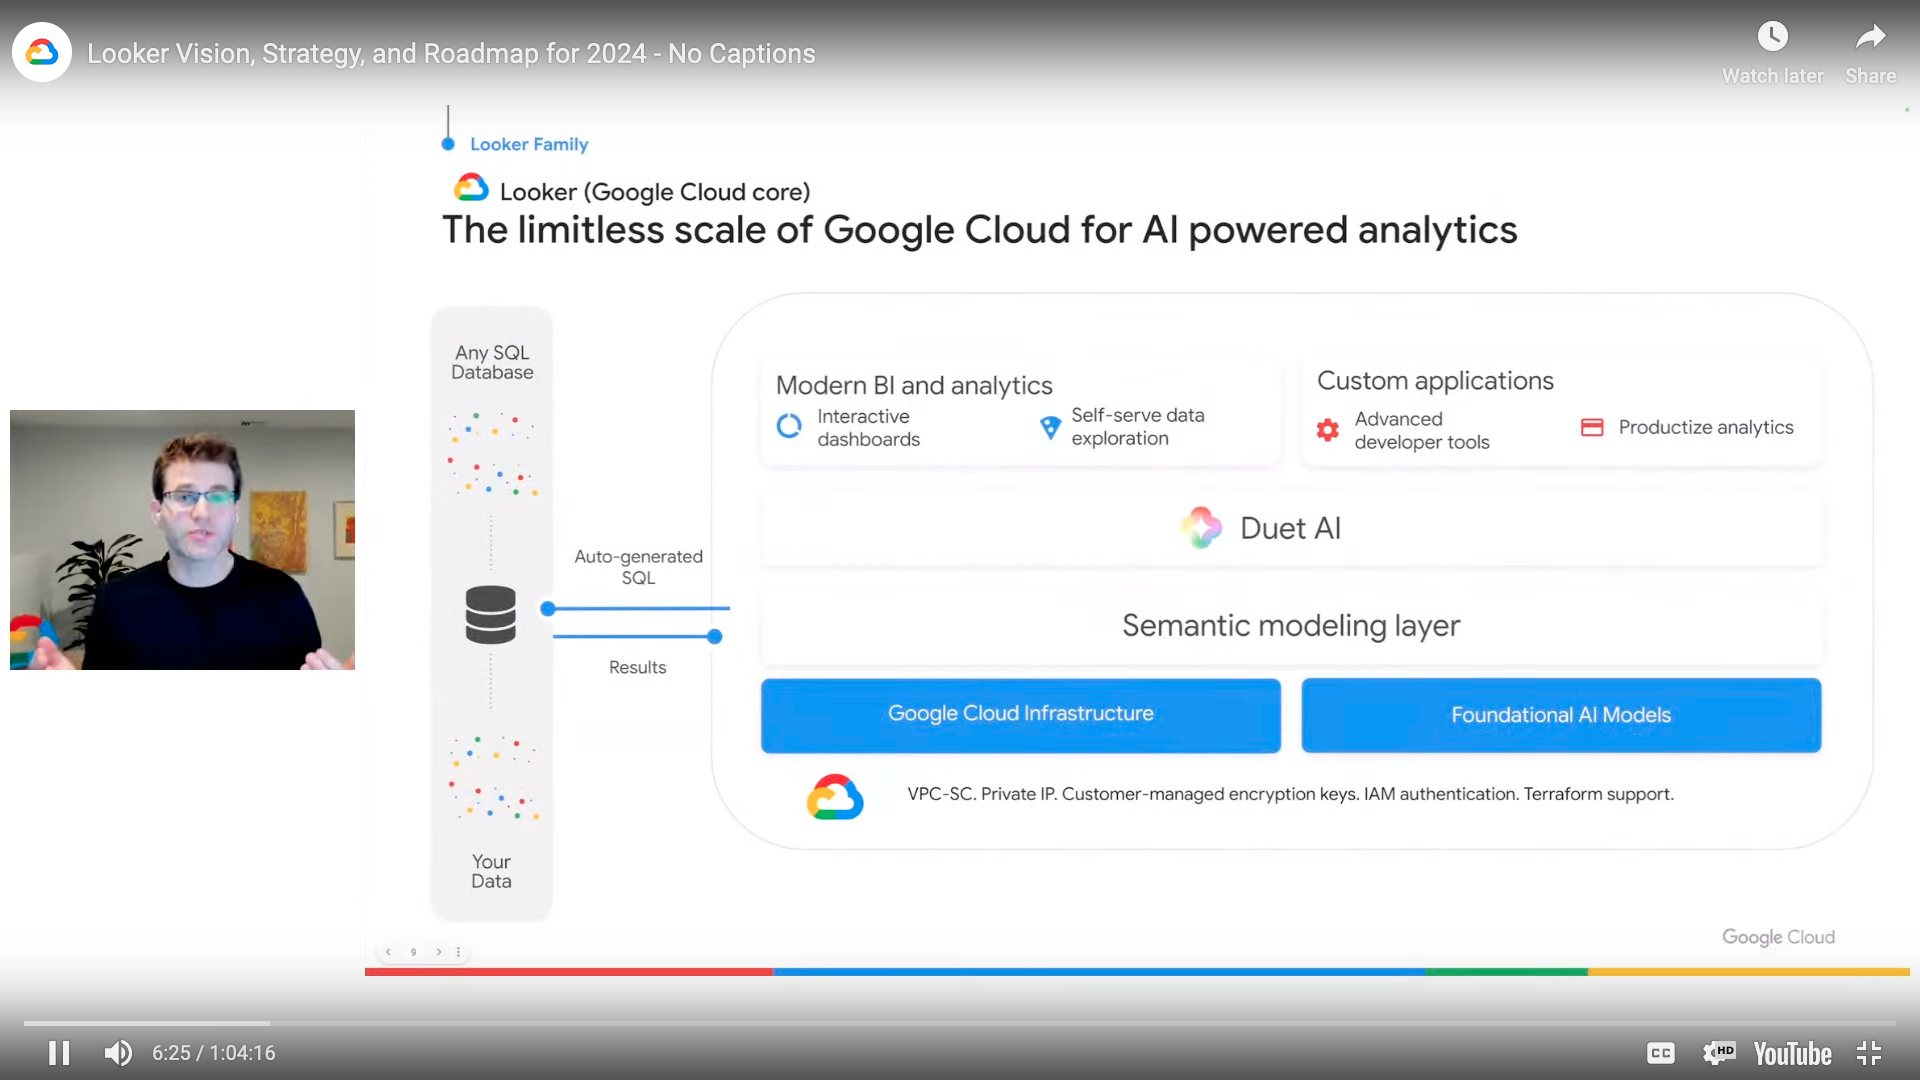 Looker Vision, Strategy, and Roadmap for 2024 - No Captions
Watch later
Share
Looker Family
Looker (Google Cloud core)
The limitless scale of Google Cloud for AI powered analytics
Any SQL
Database
Your
Data
Auto-generated
SQL
Results
Modern BI and analytics
Interactive
dashboards
Self-serve data
exploration
Custom applications
Advanced
developer tools
Productize analytics
Duet AI
Semantic modeling layer
Google Cloud Infrastructure
Foundational AI Models
VPC-SC. Private IP. Customer-managed encryption keys. IAM authentication. Terraform support.
Google Cloud
9
6:25 / 1:04:16
CC
HD
YouTube